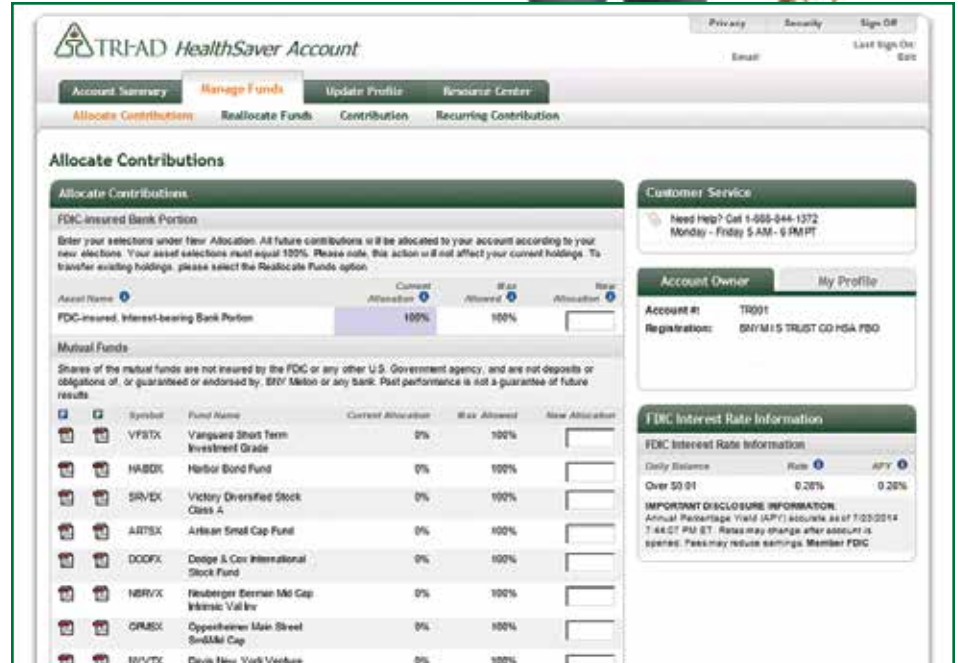 Privacy Security Sign Off
TRI-AD HealthSaver Account
Last Sign On:
Email Exit
Account Summary Manage Funds Update Profile Resource Center
Allocate Contributions Reallocate Funds Contribution Recurring Contribution
Allocate Contributions
Allocate Contributions
FDIC-insured Bank Portion
Enter your selections under New Allocation. All future contributions will be allocated to your account according to your
new elections. Your asset selections must equal 100%. Please note, this action will not affect your current holdings. To
transfer existing holdings, please select the Reallocate Funds option.
Asset Name Current Allocation Max Allowed New Allocation
FDIC-insured, Interest-bearing Bank Portion 100% 100%
Mutual Funds
Shares of the mutual funds are not insured by the FDIC or any other U.S. Government agency, and are not deposits or
obligations of, or guaranteed or endorsed by, BNY Mellon or any bank. Past performance is not a guarantee of future
results
Symbol Fund Name Current Allocation Max Allowed New Allocation
VFSTX Vanguard Short Term 0% 100%
Investment Grade
HABDX Harbor Bond Fund 0% 100%
SRVEX Victory Diversified Stock 0% 100%
Class A
ARTSX Artisan Small Cap Fund 0% 100%
DODFX Dodge & Cox International 0% 100%
Stock Fund
NBRVX Neuberger Berman Mid Cap 0% 100%
Intrinsic Val Inv
OPMSX Oppenheimer Main Street 0% 100%
Sm&Mid Cap
NYVTX Davis New York Venture 0% 100%
Customer Service
Need Help? Call 1-888-844-1372
Monday - Friday 5 AM - 6 PM PT
Account Owner My Profile
Account #: TRI001
Registration: BNYM I S TRUST CO HSA FBO
FDIC Interest Rate Information
FDIC Interest Rate Information
Daily Balance Rate APY
Over $0.01 0.26% 0.26%
IMPORTANT DISCLOSURE INFORMATION:
Annual Percentage Yield (APY) accurate as of 7/23/2014
7:44:07 PM ET. Rates may change after account is
opened. Fees may reduce earnings. Member FDIC